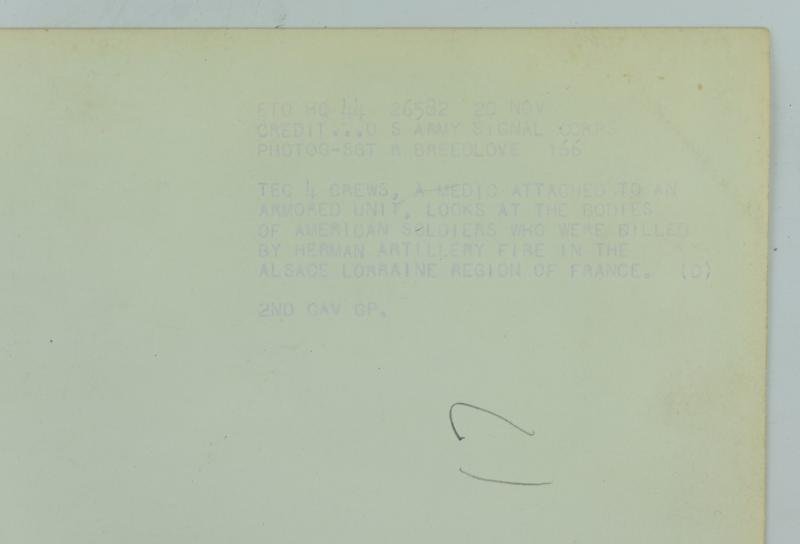 ETO HQ 44 26582 20 NOV
CREDIT...U S ARMY SIGNAL CORPS
PHOTOG-SGT R BREEDLOVE 166
TEC 4 CREWS, A MEDIC ATTACHED TO AN
ARMORED UNIT, LOOKS AT THE BODIES
OF AMERICAN SOLDIERS WHO WERE KILLED
BY HERMAN ARTILLERY FIRE IN THE
ALSACE LORRAINE REGION OF FRANCE. (D)
2ND CAV GP.
17